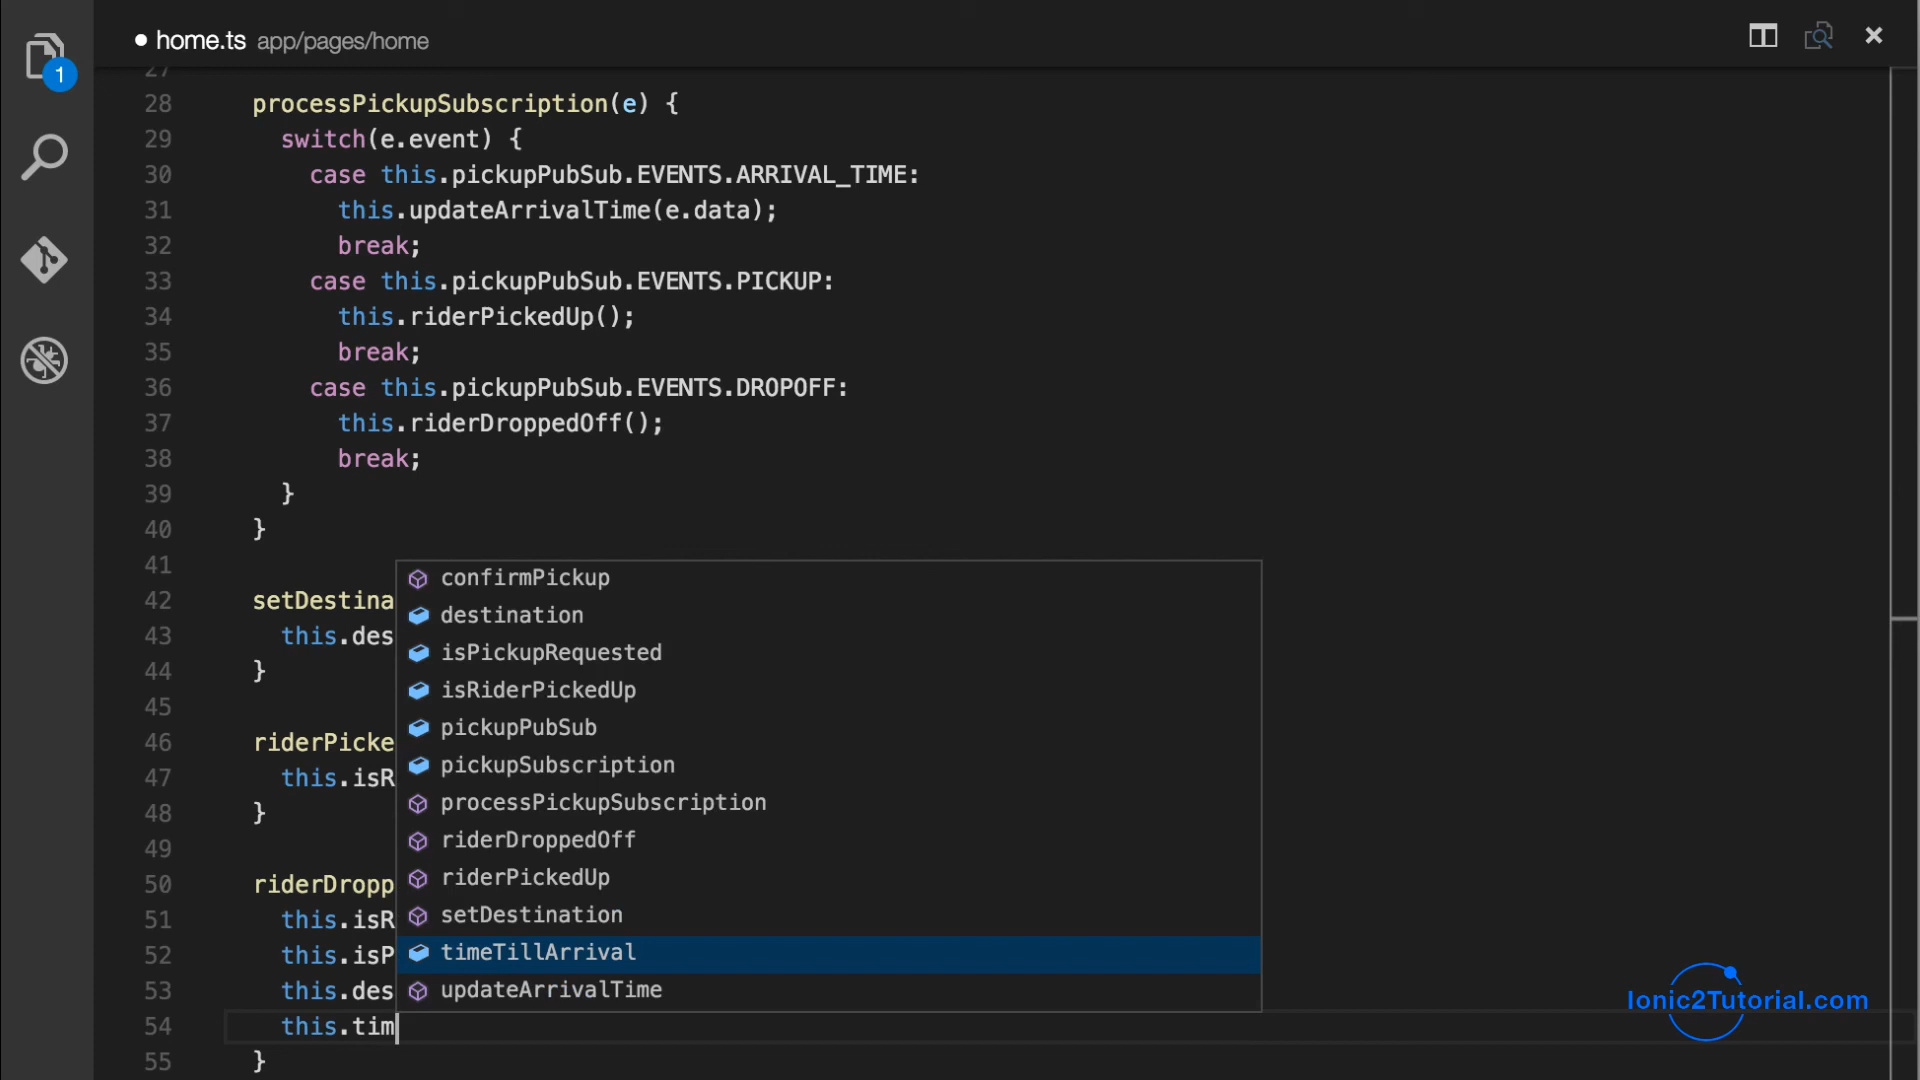 home.ts app/pages/home
1
27
28 processPickupSubscription(e) {
29 switch(e.event) {
30 case this.pickupPubSub.EVENTS.ARRIVAL_TIME:
31 this.updateArrivalTime(e.data);
32 break;
33 case this.pickupPubSub.EVENTS.PICKUP:
34 this.riderPickedUp();
35 break;
36 case this.pickupPubSub.EVENTS.DROPOFF:
37 this.riderDroppedOff();
38 break;
39 }
40 }
41
confirmPickup
42 setDestina
destination
43 this.des
isPickupRequested
44 }
isRiderPickedUp
45
pickupPubSub
46 riderPicke
pickupSubscription
47 this.isR
processPickupSubscription
48 }
riderDroppedOff
49
riderPickedUp
50 riderDropp
setDestination
51 this.isR
timeTillArrival
52 this.isP
updateArrivalTime
53 this.des
54 this.tim
55 }
Ionic2Tutorial.com